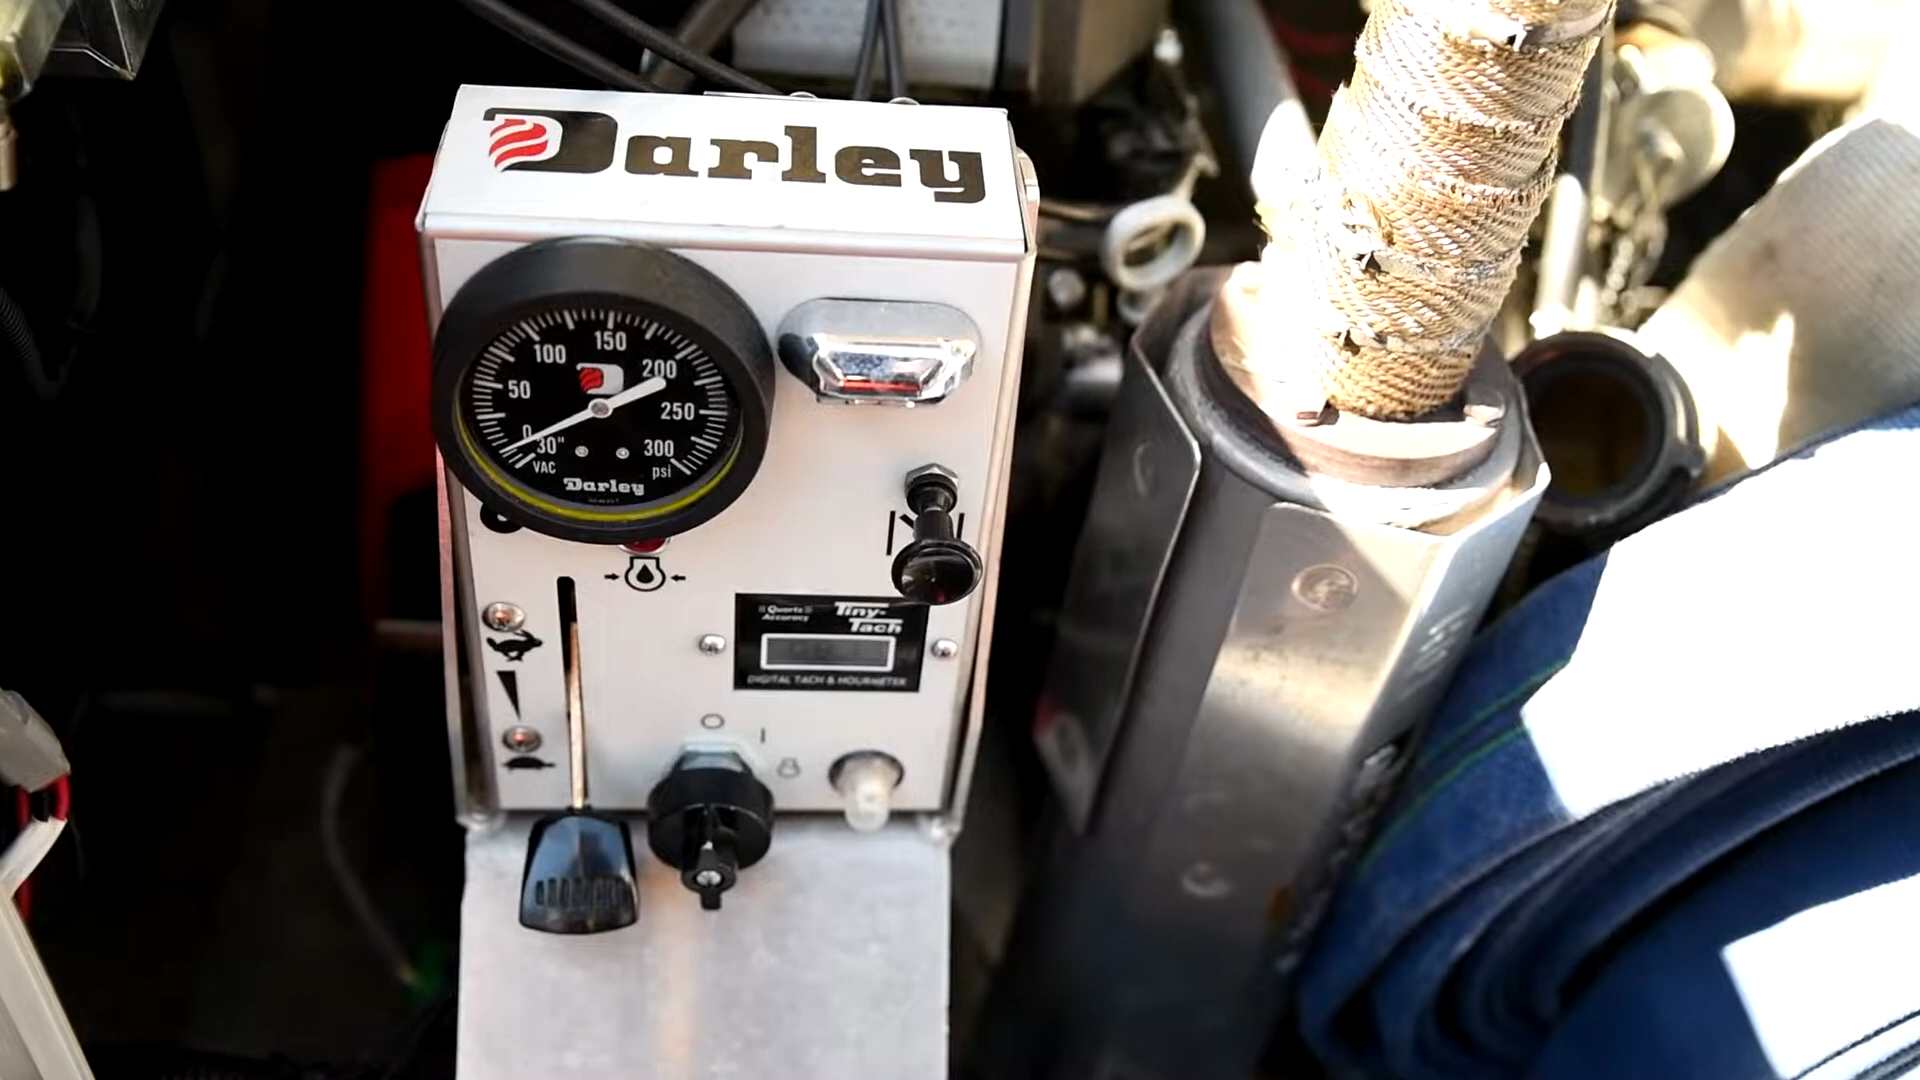 Darley
150
100
200
50
250
0
30"
300
VAC
psi
Darley
Quartz
Accuracy
Tiny-
Tach
DIGITAL TACH & HOURMETER